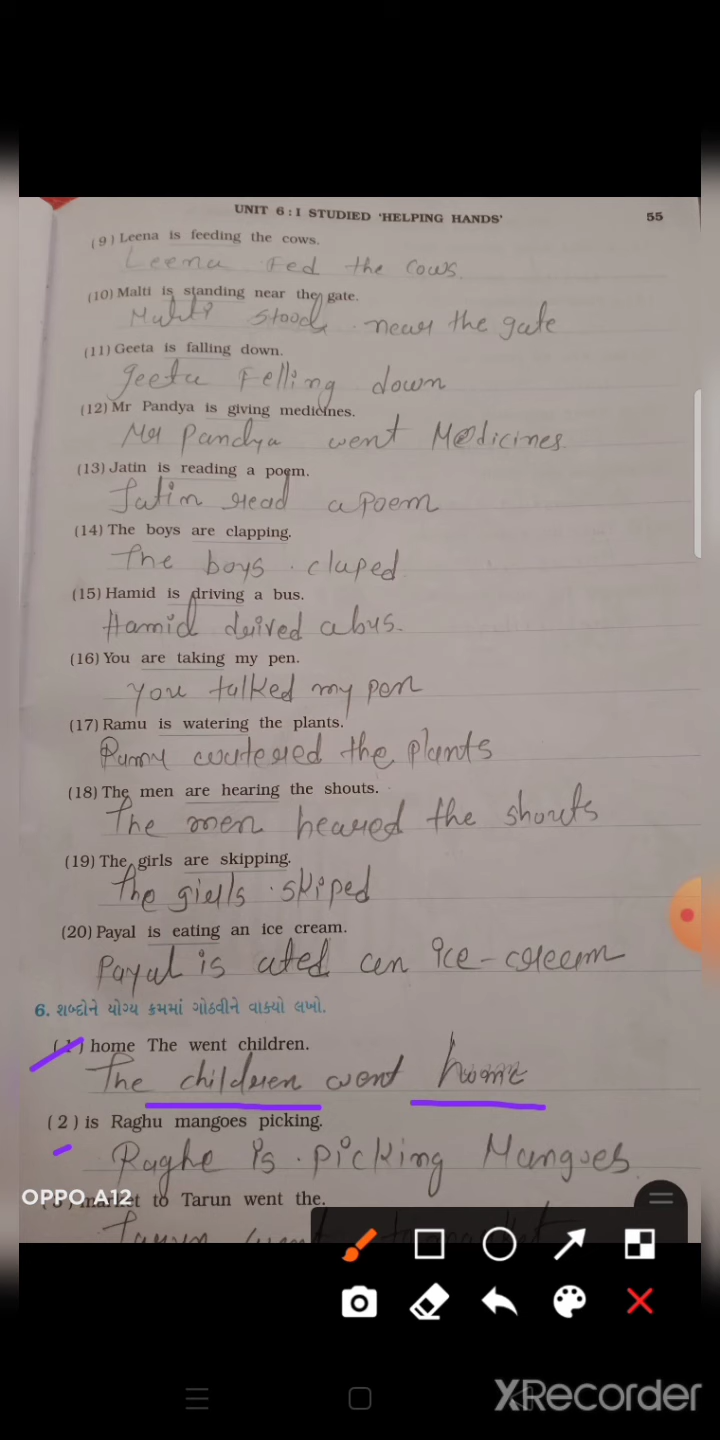 UNIT 6 : I STUDIED 'HELPING HANDS' 55
(9) Leena is feeding the cows.
Leena Fed the cows.
(10) Malti is standing near the gate.
Malti stood near the gate
(11) Geeta is falling down.
geeta Felling down
(12) Mr Pandya is giving medicines.
Mr Pandya went Medicines.
(13) Jatin is reading a poem.
Jatin read a poem
(14) The boys are clapping.
The boys claped
(15) Hamid is driving a bus.
Hamid derived a bus.
(16) You are taking my pen.
you talked my pen
(17) Ramu is watering the plants.
watered the plants
(18) The men are hearing the shouts.
The men heared the shouts
(19) The girls are skipping.
The girls skiped
(20) Payal is eating an ice cream.
Payal is ated an ice-cream
6. શબ્દોને યોગ્ય ક્રમમાં ગોઠવીને વાક્યો લખો.
(1) home The went children.
The children went home
(2) is Raghu mangoes picking.
Raghe is picking Mangoes
market to Tarun went the.
Tarun went to market
OPPO A12
XRecorder